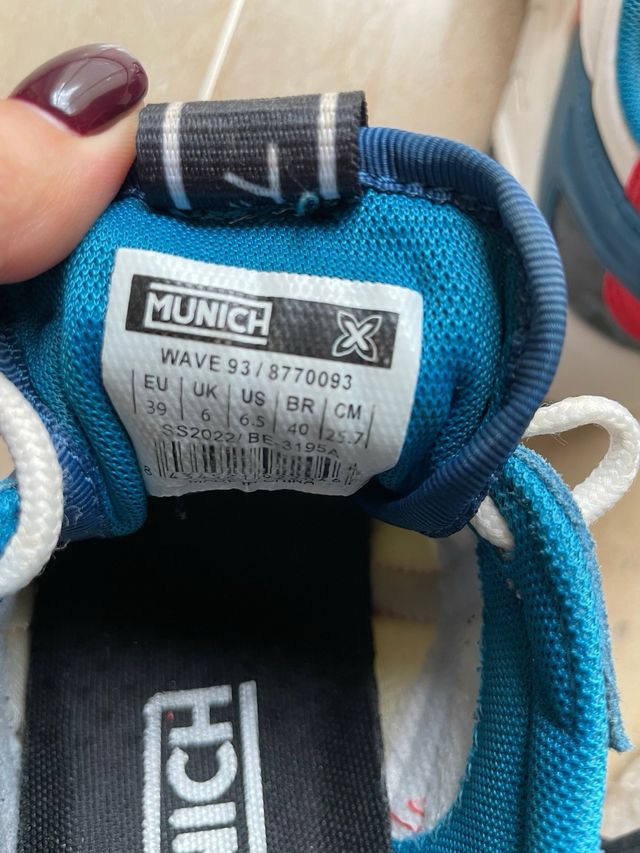 MUNICH
WAVE 93 / 8770093
EU UK US BR CM
39 6 6.5 40 25.7
SS2022/ BE-3195A
MUNICH